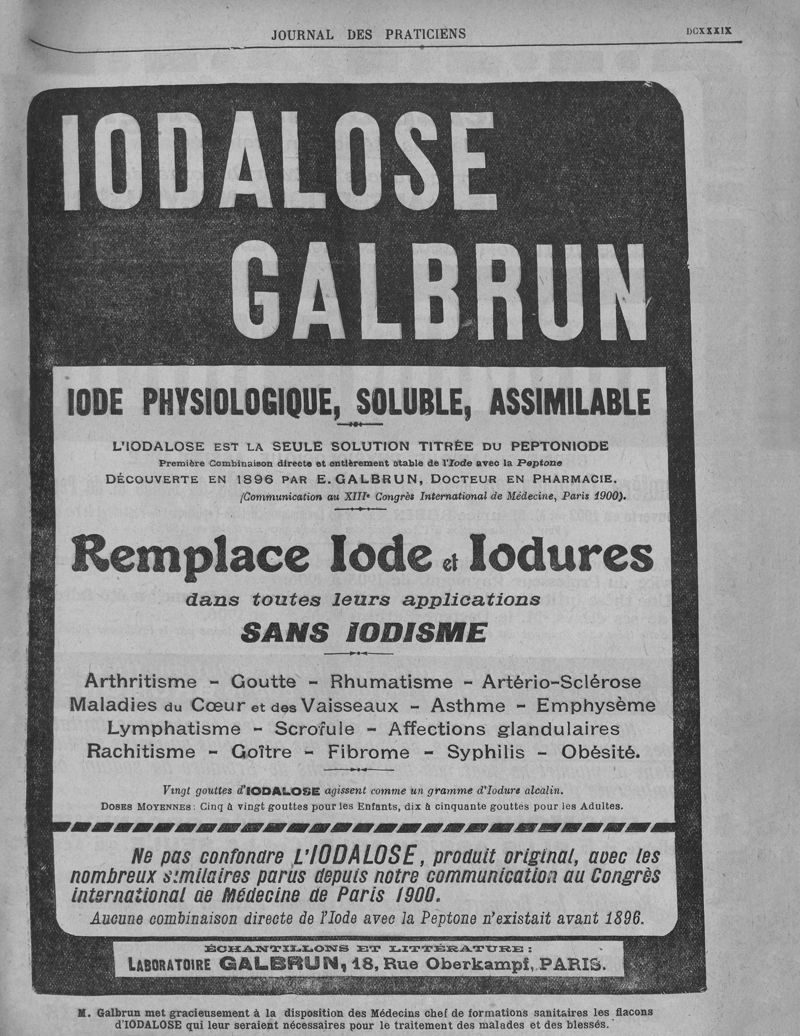 JOURNAL DES PRATICIENS
DCXXXIX
IODALOSE
GALBRUN
IODE PHYSIOLOGIQUE, SOLUBLE, ASSIMILABLE
L'IODALOSE EST LA SEULE SOLUTION TITRÉE DU PEPTONIODE
Première Combinaison directe et entièrement stable de l'Iode avec la Peptone
DÉCOUVERTE EN 1896 PAR E. GALBRUN, DOCTEUR EN PHARMACIE.
(Communication au XIIIe Congrès International de Médecine, Paris 1900).
Remplace Iode et Iodures
dans toutes leurs applications
SANS IODISME
Arthritisme - Goutte - Rhumatisme - Artério-Sclérose
Maladies du Cœur et des Vaisseaux - Asthme - Emphysème
Lymphatisme - Scrofule - Affections glandulaires
Rachitisme - Goître - Fibrome - Syphilis - Obésité.
Vingt gouttes d'IODALOSE agissent comme un gramme d'Iodure alcalin.
DOSES MOYENNES : Cinq à vingt gouttes pour les Enfants, dix à cinquante gouttes pour les Adultes.
Ne pas confondre L'IODALOSE, produit original, avec les
nombreux similaires parus depuis notre communication au Congrès
international de Médecine de Paris 1900.
Aucune combinaison directe de l'Iode avec la Peptone n'existait avant 1896.
ÉCHANTILLONS ET LITTÉRATURE :
LABORATOIRE GALBRUN, 18, Rue Oberkampf, PARIS.
M. Galbrun met gracieusement à la disposition des Médecins chef de formations sanitaires les flacons
d'IODALOSE qui leur seraient nécessaires pour le traitement des malades et des blessés.